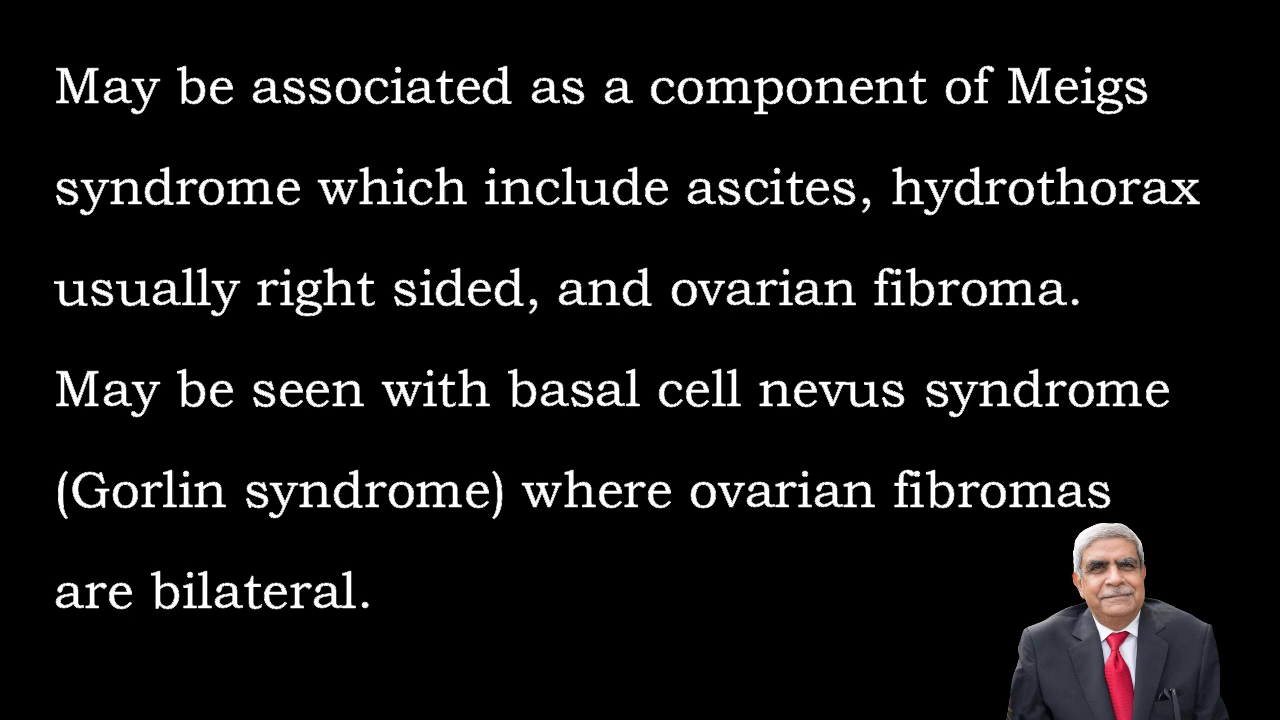 May be associated as a component of Meigs
syndrome which include ascites, hydrothorax
usually right sided, and ovarian fibroma.
May be seen with basal cell nevus syndrome
(Gorlin syndrome) where ovarian fibromas
are bilateral.